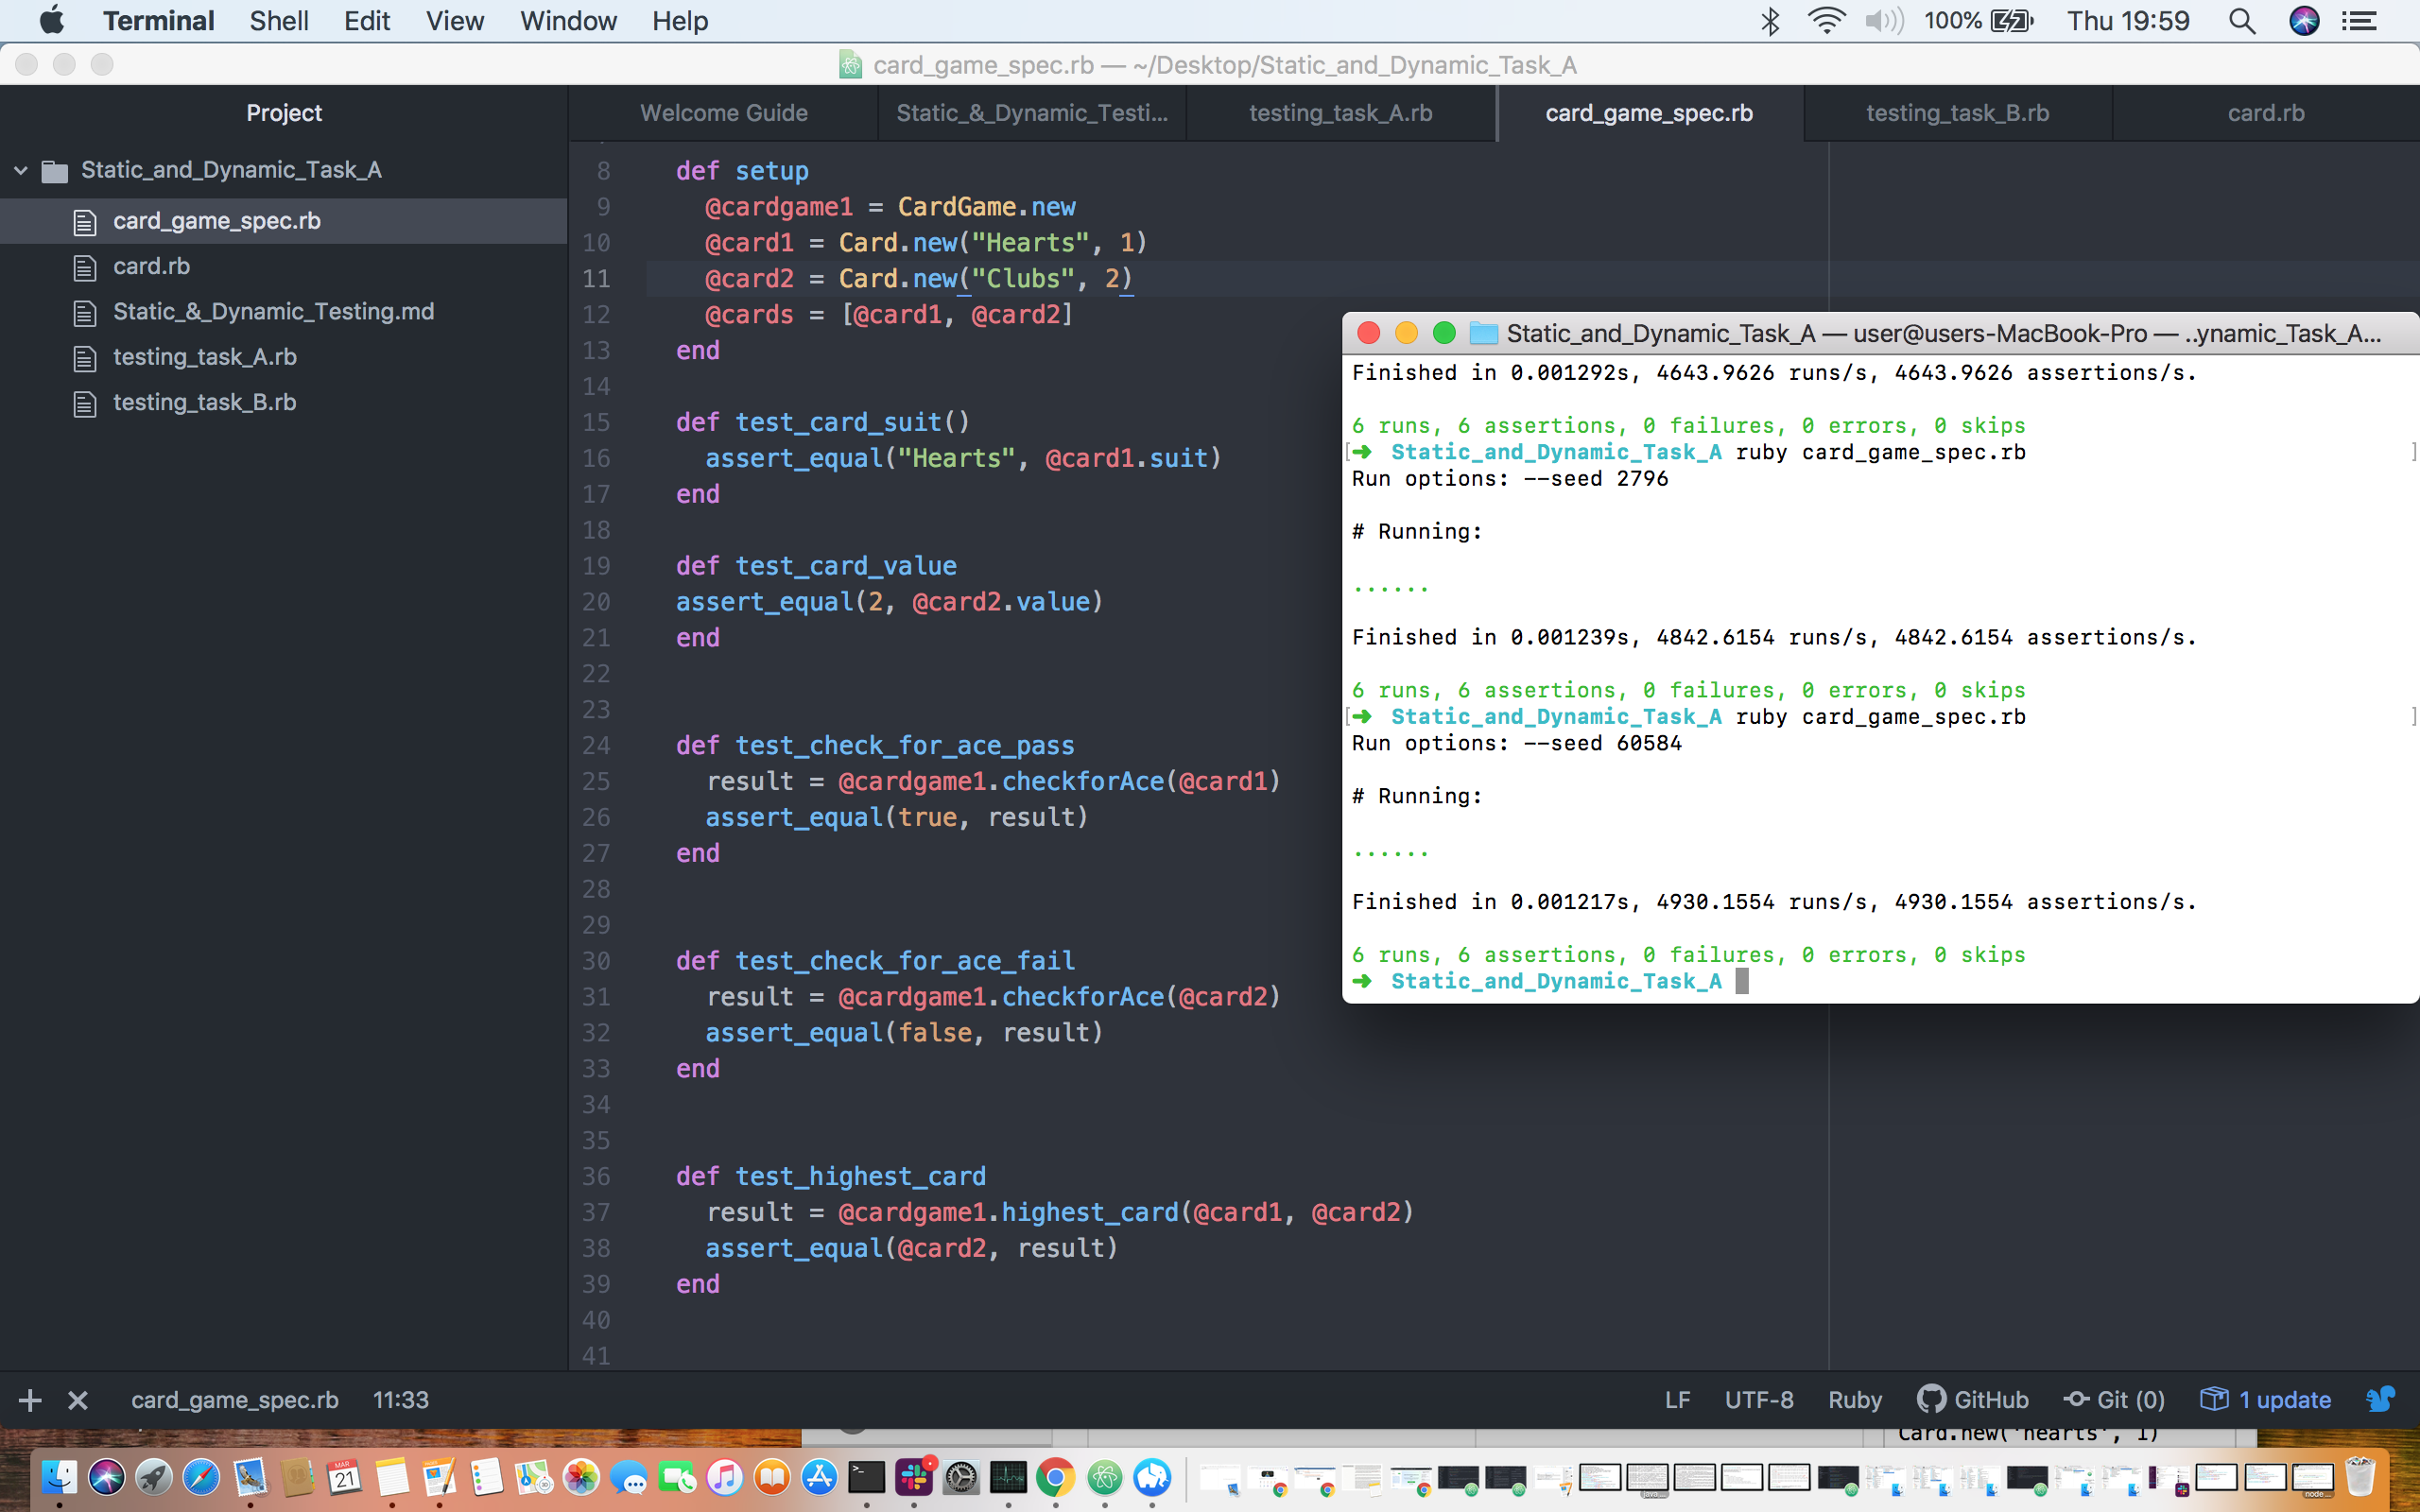 Terminal Shell Edit View Window Help 100% Thu 19:59
card_game_spec.rb — ~/Desktop/Static_and_Dynamic_Task_A
Project
Static_and_Dynamic_Task_A
card_game_spec.rb
card.rb
Static_&_Dynamic_Testing.md
testing_task_A.rb
testing_task_B.rb
Welcome Guide Static_&_Dynamic_Testi... testing_task_A.rb card_game_spec.rb testing_task_B.rb card.rb
8 def setup
9 @cardgame1 = CardGame.new
10 @card1 = Card.new("Hearts", 1)
11 @card2 = Card.new("Clubs", 2)
12 @cards = [@card1, @card2]
13 end
14
15 def test_card_suit()
16 assert_equal("Hearts", @card1.suit)
17 end
18
19 def test_card_value
20 assert_equal(2, @card2.value)
21 end
22
23
24 def test_check_for_ace_pass
25 result = @cardgame1.checkforAce(@card1)
26 assert_equal(true, result)
27 end
28
29
30 def test_check_for_ace_fail
31 result = @cardgame1.checkforAce(@card2)
32 assert_equal(false, result)
33 end
34
35
36 def test_highest_card
37 result = @cardgame1.highest_card(@card1, @card2)
38 assert_equal(@card2, result)
39 end
40
41
Static_and_Dynamic_Task_A — user@users-MacBook-Pro — ..ynamic_Task_A...
Finished in 0.001292s, 4643.9626 runs/s, 4643.9626 assertions/s.
6 runs, 6 assertions, 0 failures, 0 errors, 0 skips
[➜ Static_and_Dynamic_Task_A ruby card_game_spec.rb ]
Run options: --seed 2796
# Running:
......
Finished in 0.001239s, 4842.6154 runs/s, 4842.6154 assertions/s.
6 runs, 6 assertions, 0 failures, 0 errors, 0 skips
[➜ Static_and_Dynamic_Task_A ruby card_game_spec.rb ]
Run options: --seed 60584
# Running:
......
Finished in 0.001217s, 4930.1554 runs/s, 4930.1554 assertions/s.
6 runs, 6 assertions, 0 failures, 0 errors, 0 skips
➜ Static_and_Dynamic_Task_A
card_game_spec.rb 11:33 LF UTF-8 Ruby GitHub Git (0) 1 update
Card.new('hearts', 1)
MAR
21